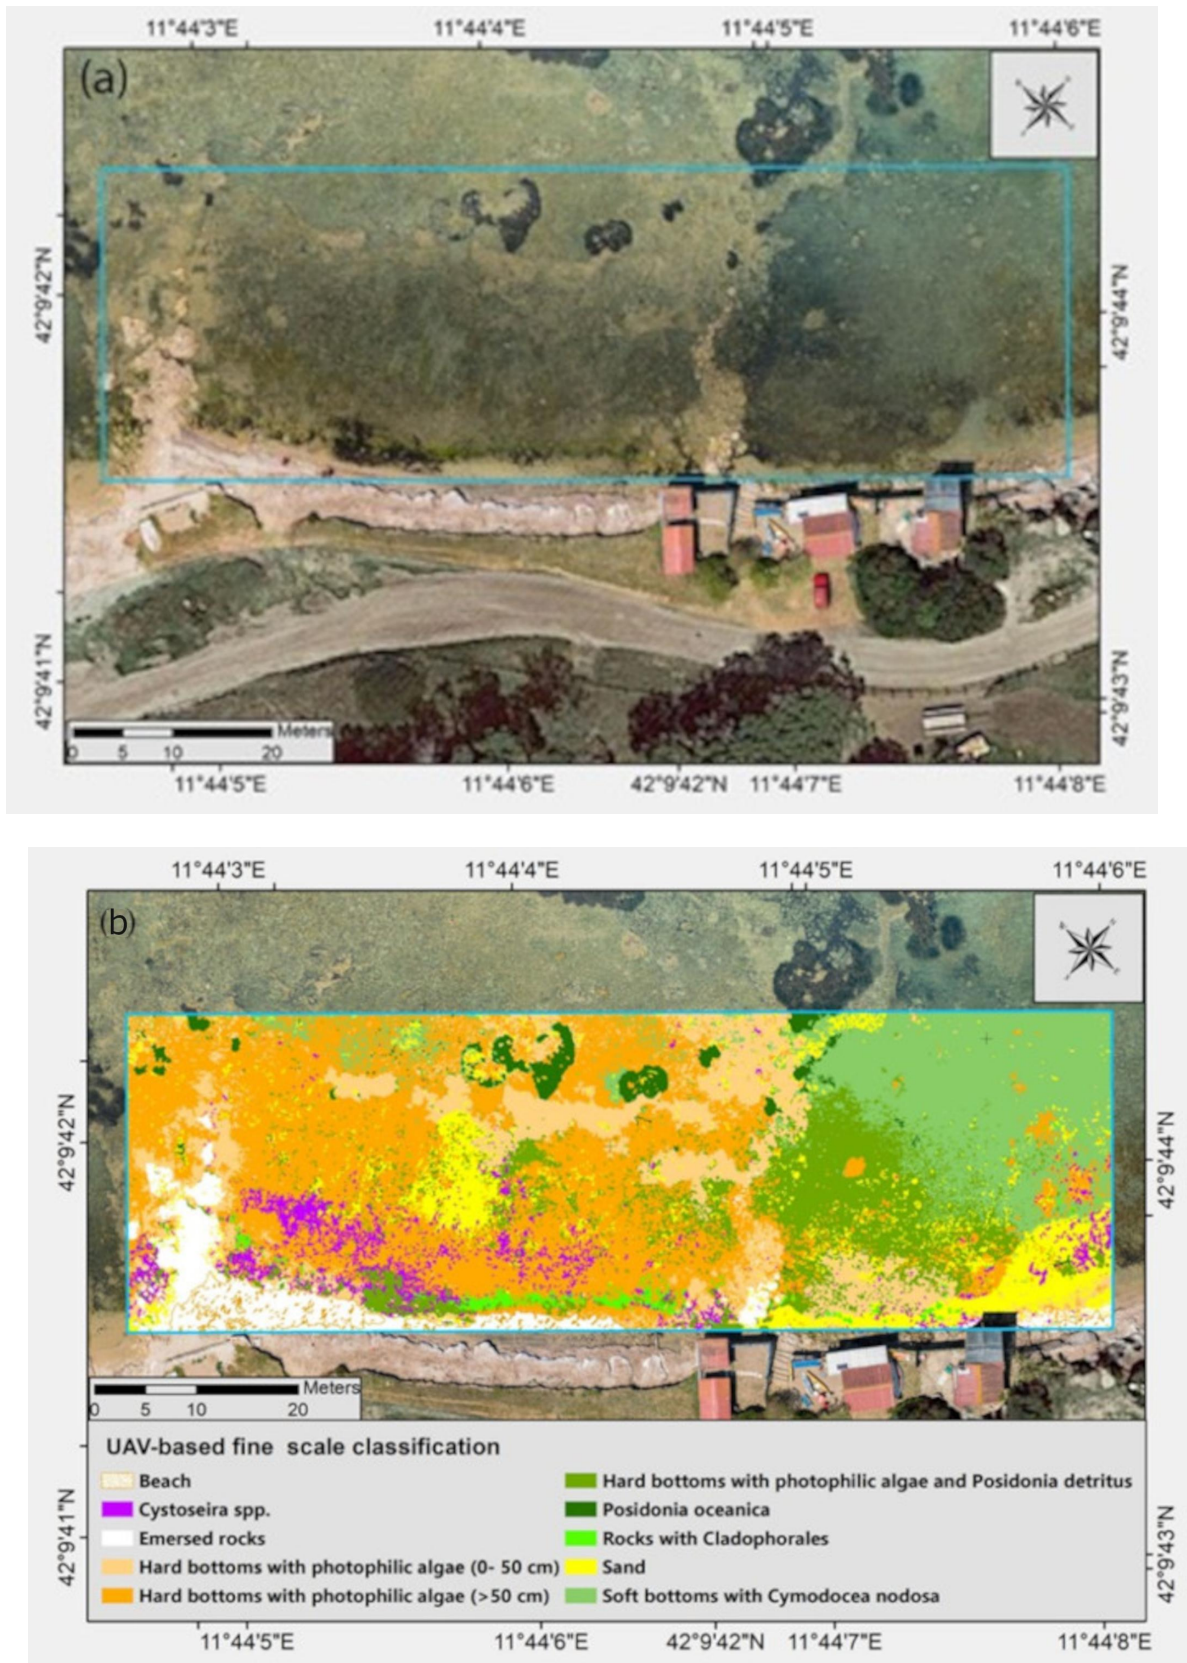 11°44'3"E 11°44'4"E 11°44'5"E 11°44'6"E
(a)
42°9'42"N
42°9'44"N
42°9'41"N
42°9'43"N
Meters
0 5 10 20
11°44'5"E 11°44'6"E 42°9'42"N 11°44'7"E 11°44'8"E
11°44'3"E 11°44'4"E 11°44'5"E 11°44'6"E
(b)
42°9'42"N
42°9'44"N
Meters
0 5 10 20
UAV-based fine scale classification
Beach
Cystoseira spp.
Emersed rocks
Hard bottoms with photophilic algae (0- 50 cm)
Hard bottoms with photophilic algae (>50 cm)
Hard bottoms with photophilic algae and Posidonia detritus
Posidonia oceanica
Rocks with Cladophorales
Sand
Soft bottoms with Cymodocea nodosa
42°9'41"N
42°9'43"N
11°44'5"E 11°44'6"E 42°9'42"N 11°44'7"E 11°44'8"E